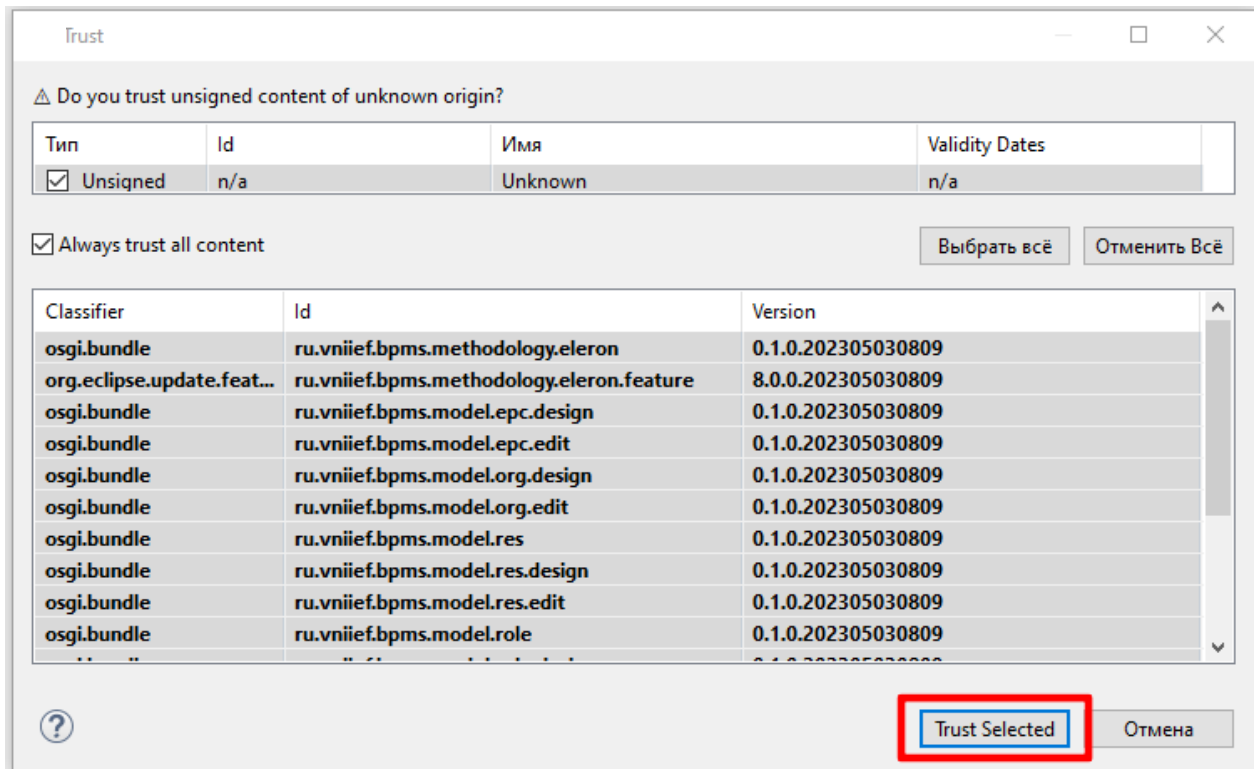 Trust
⚠ Do you trust unsigned content of unknown origin?
Тип Id Имя Validity Dates
Unsigned n/a Unknown n/a
Always trust all content Выбрать всё Отменить Всё
Classifier Id Version
osgi.bundle ru.vniief.bpms.methodology.eleron 0.1.0.202305030809
org.eclipse.update.feat... ru.vniief.bpms.methodology.eleron.feature 8.0.0.202305030809
osgi.bundle ru.vniief.bpms.model.epc.design 0.1.0.202305030809
osgi.bundle ru.vniief.bpms.model.epc.edit 0.1.0.202305030809
osgi.bundle ru.vniief.bpms.model.org.design 0.1.0.202305030809
osgi.bundle ru.vniief.bpms.model.org.edit 0.1.0.202305030809
osgi.bundle ru.vniief.bpms.model.res 0.1.0.202305030809
osgi.bundle ru.vniief.bpms.model.res.design 0.1.0.202305030809
osgi.bundle ru.vniief.bpms.model.res.edit 0.1.0.202305030809
osgi.bundle ru.vniief.bpms.model.role 0.1.0.202305030809
? Trust Selected Отмена